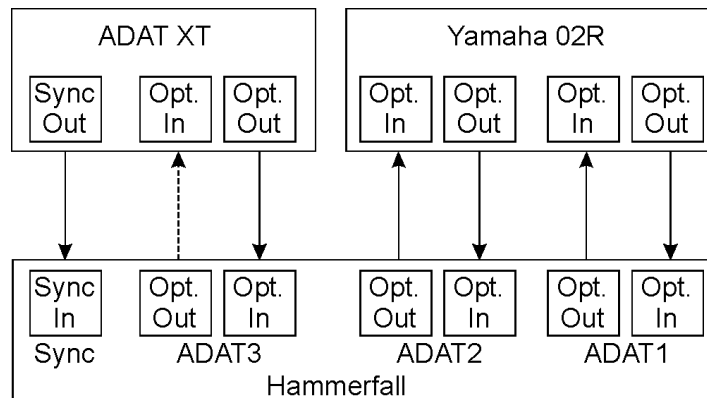 ADAT XT
Yamaha 02R
Sync
Out
Opt.
In
Opt.
Out
Opt.
In
Opt.
Out
Opt.
In
Opt.
Out
Sync
In
Opt.
Out
Opt.
In
Opt.
Out
Opt.
In
Opt.
Out
Opt.
In
Sync
ADAT3
ADAT2
ADAT1
Hammerfall